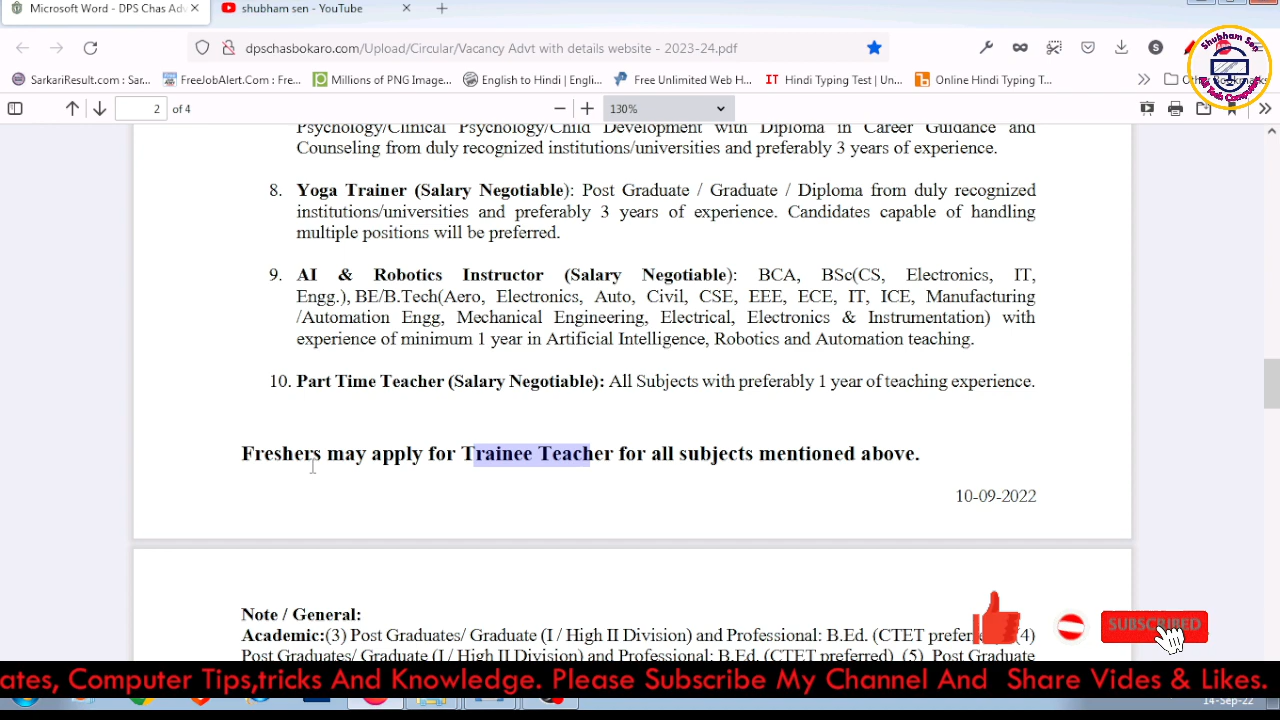 Microsoft Word - DPS Chas Adv
shubham sen - YouTube
dpschasbokaro.com/Upload/Circular/Vacancy Advt with details website - 2023-24.pdf
SarkariResult.com : Sar...
FreeJobAlert.Com : Fre...
Millions of PNG Image...
English to Hindi | Engli...
Free Unlimited Web H...
IT Hindi Typing Test | Un...
Online Hindi Typing T...
Shubham Sen
2 of 4
130%
Psychology/Clinical Psychology/Child Development with Diploma in Career Guidance and
Counseling from duly recognized institutions/universities and preferably 3 years of experience.
8. Yoga Trainer (Salary Negotiable): Post Graduate / Graduate / Diploma from duly recognized
institutions/universities and preferably 3 years of experience. Candidates capable of handling
multiple positions will be preferred.
9. AI & Robotics Instructor (Salary Negotiable): BCA, BSc(CS, Electronics, IT,
Engg.), BE/B.Tech(Aero, Electronics, Auto, Civil, CSE, EEE, ECE, IT, ICE, Manufacturing
/Automation Engg, Mechanical Engineering, Electrical, Electronics & Instrumentation) with
experience of minimum 1 year in Artificial Intelligence, Robotics and Automation teaching.
10. Part Time Teacher (Salary Negotiable): All Subjects with preferably 1 year of teaching experience.
Freshers may apply for Trainee Teacher for all subjects mentioned above.
10-09-2022
Note / General:
Academic:(3) Post Graduates/ Graduate (I / High II Division) and Professional: B.Ed. (CTET prefer (4)
Post Graduates/ Graduate (I / High II Division) and Professional: B.Ed. (CTET preferred) (5) Post Graduate
SUBSCRIBED
ates, Computer Tips,tricks And Knowledge. Please Subscribe My Channel And Share Videos & Likes.
14-Sep-22